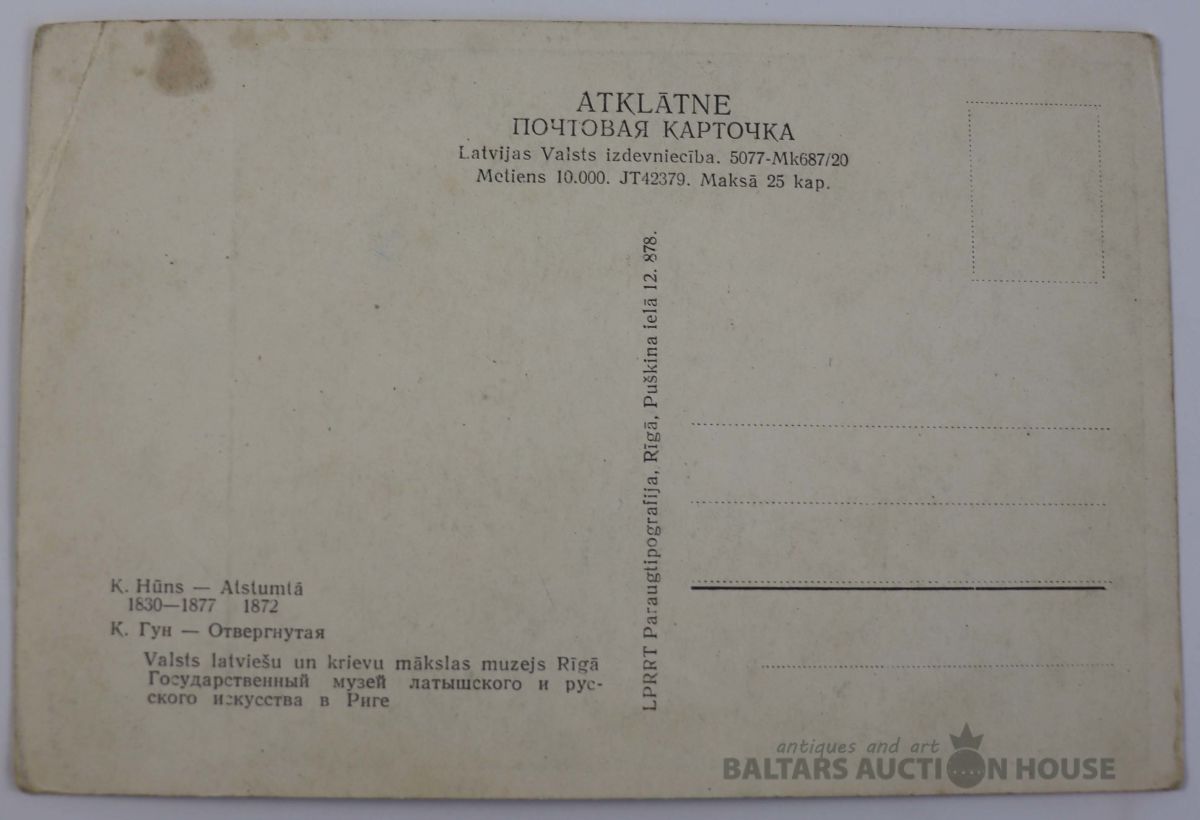 ATKLĀTNE
ПОЧТОВАЯ КАРТОЧКА
Latvijas Valsts izdevniecība. 5077-Mk687/20
Metiens 10.000. JT42379. Maksā 25 kap.
LPRRT Paraugtipografija, Rīgā, Puškina ielā 12. 878.
K. Hūns — Atstumtā
1830—1877 1872
К. Гун — Отвергнутая
Valsts latviešu un krievu mākslas muzejs Rīgā
Государственный музей латышского и рус-
ского искусства в Риге
antiques and art
BALTARS AUCTION HOUSE